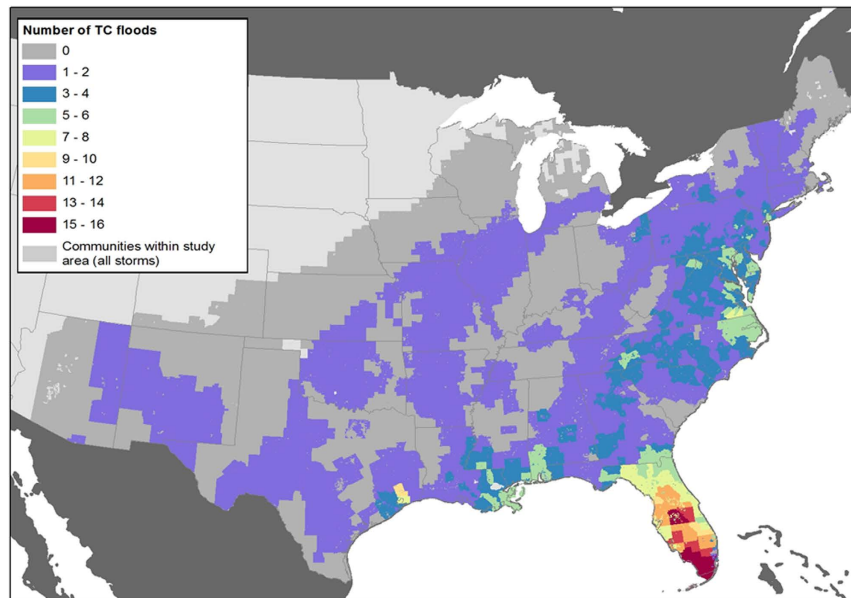 Number of TC floods
0
1 - 2
3 - 4
5 - 6
7 - 8
9 - 10
11 - 12
13 - 14
15 - 16
Communities within study
area (all storms)